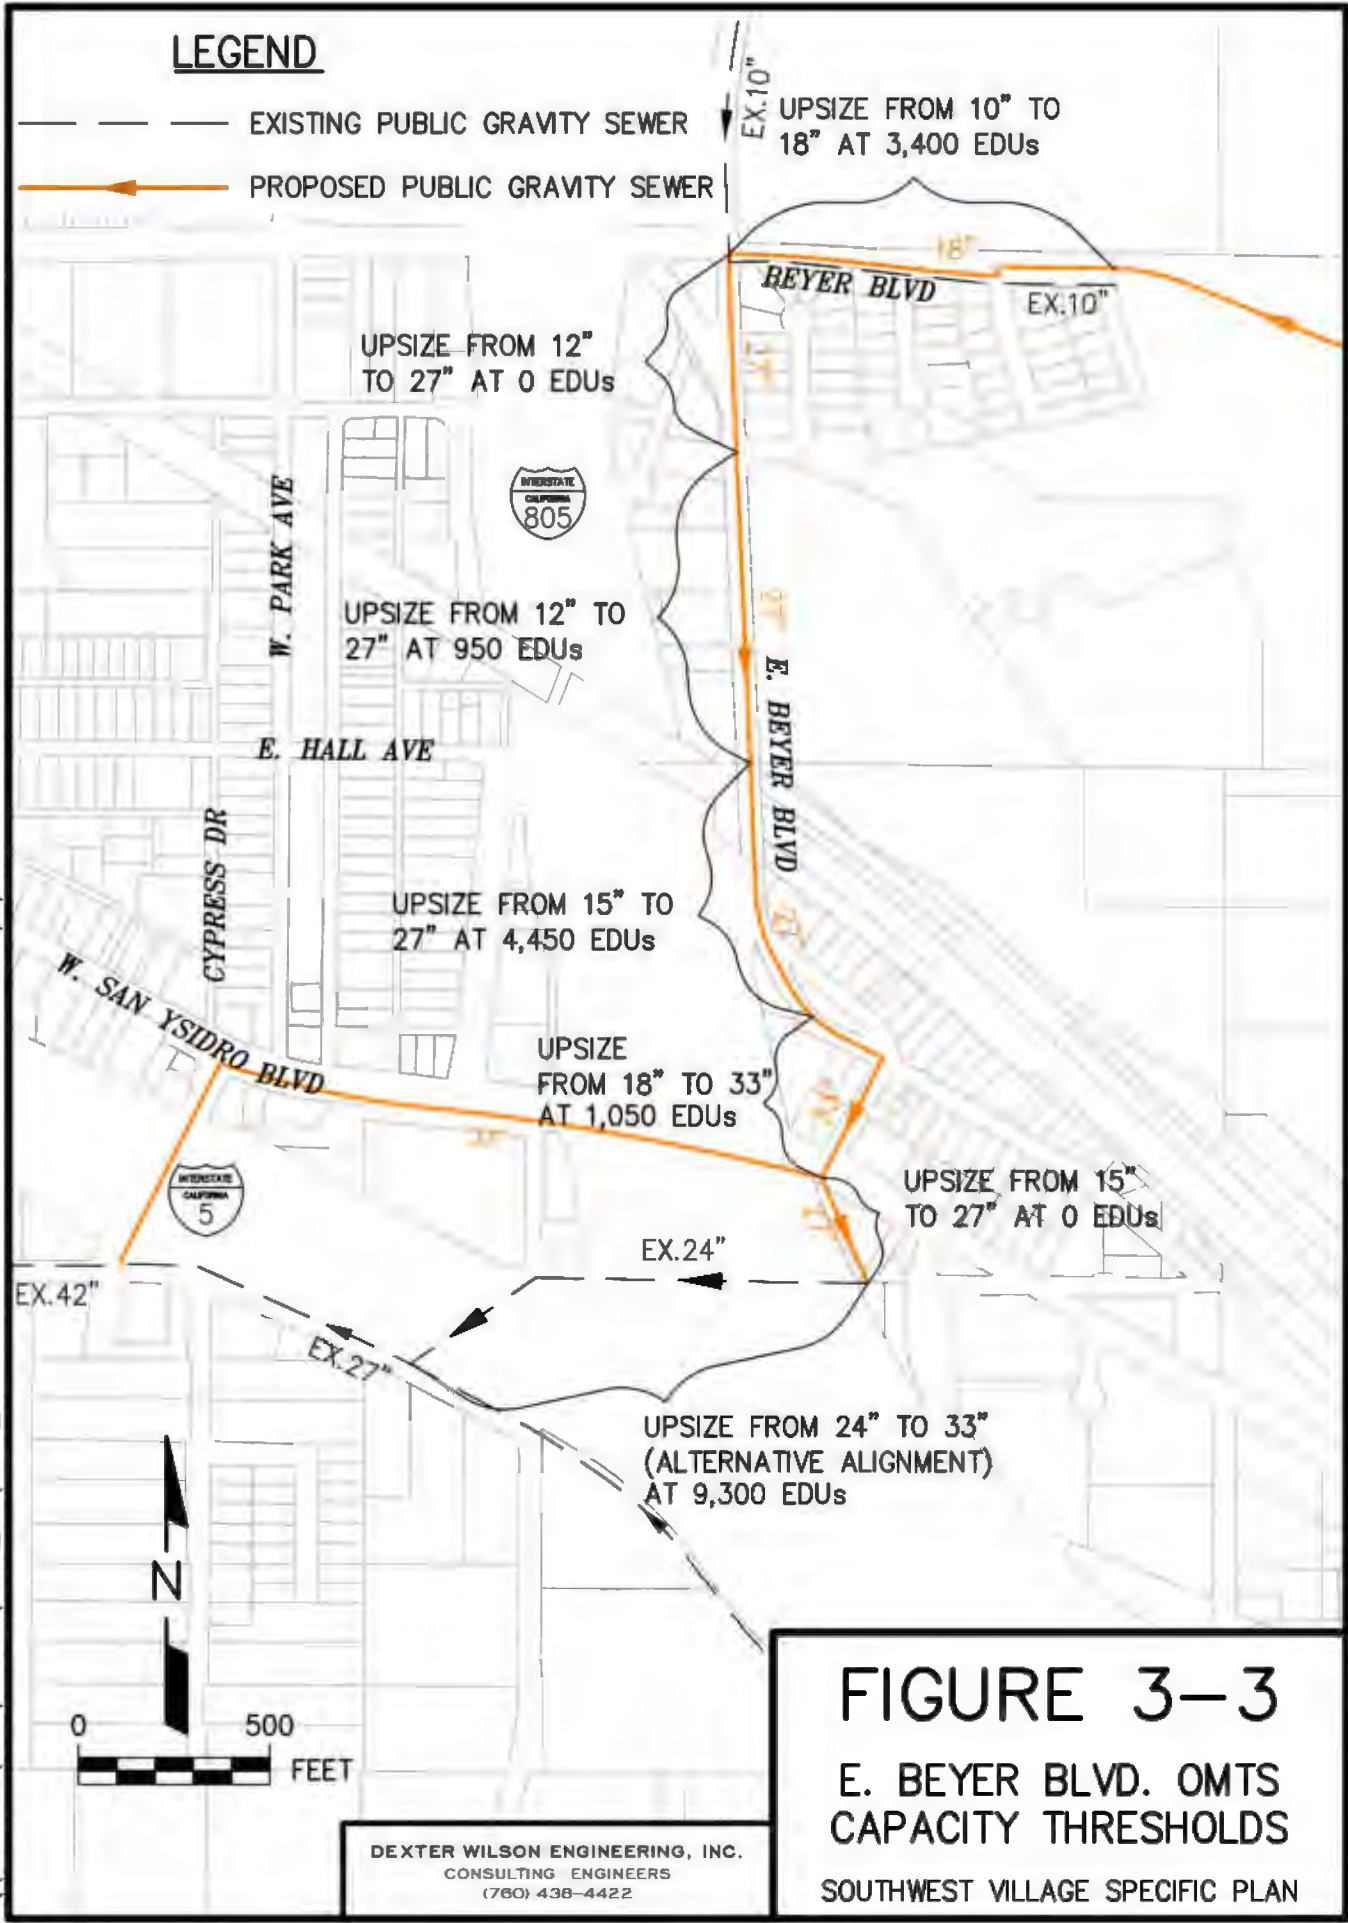 LEGEND
EXISTING PUBLIC GRAVITY SEWER
PROPOSED PUBLIC GRAVITY SEWER
EX.10"
UPSIZE FROM 10" TO
18" AT 3,400 EDUs
18"
BEYER BLVD
EX.10"
UPSIZE FROM 12"
TO 27" AT 0 EDUs
INTERSTATE
CALIFORNIA
805
W. PARK AVE
UPSIZE FROM 12" TO
27" AT 950 EDUs
27"
E. BEYER BLVD
E. HALL AVE
CYPRESS DR
UPSIZE FROM 15" TO
27" AT 4,450 EDUs
27"
W. SAN YSIDRO BLVD
UPSIZE
FROM 18" TO 33"
AT 1,050 EDUs
INTERSTATE
CALIFORNIA
5
UPSIZE FROM 15"
TO 27" AT 0 EDUs
EX.24"
EX.42"
EX.27"
UPSIZE FROM 24" TO 33"
(ALTERNATIVE ALIGNMENT)
AT 9,300 EDUs
N
0 500
FEET
FIGURE 3-3
E. BEYER BLVD. OMTS
CAPACITY THRESHOLDS
SOUTHWEST VILLAGE SPECIFIC PLAN
DEXTER WILSON ENGINEERING, INC.
CONSULTING ENGINEERS
(760) 438-4422